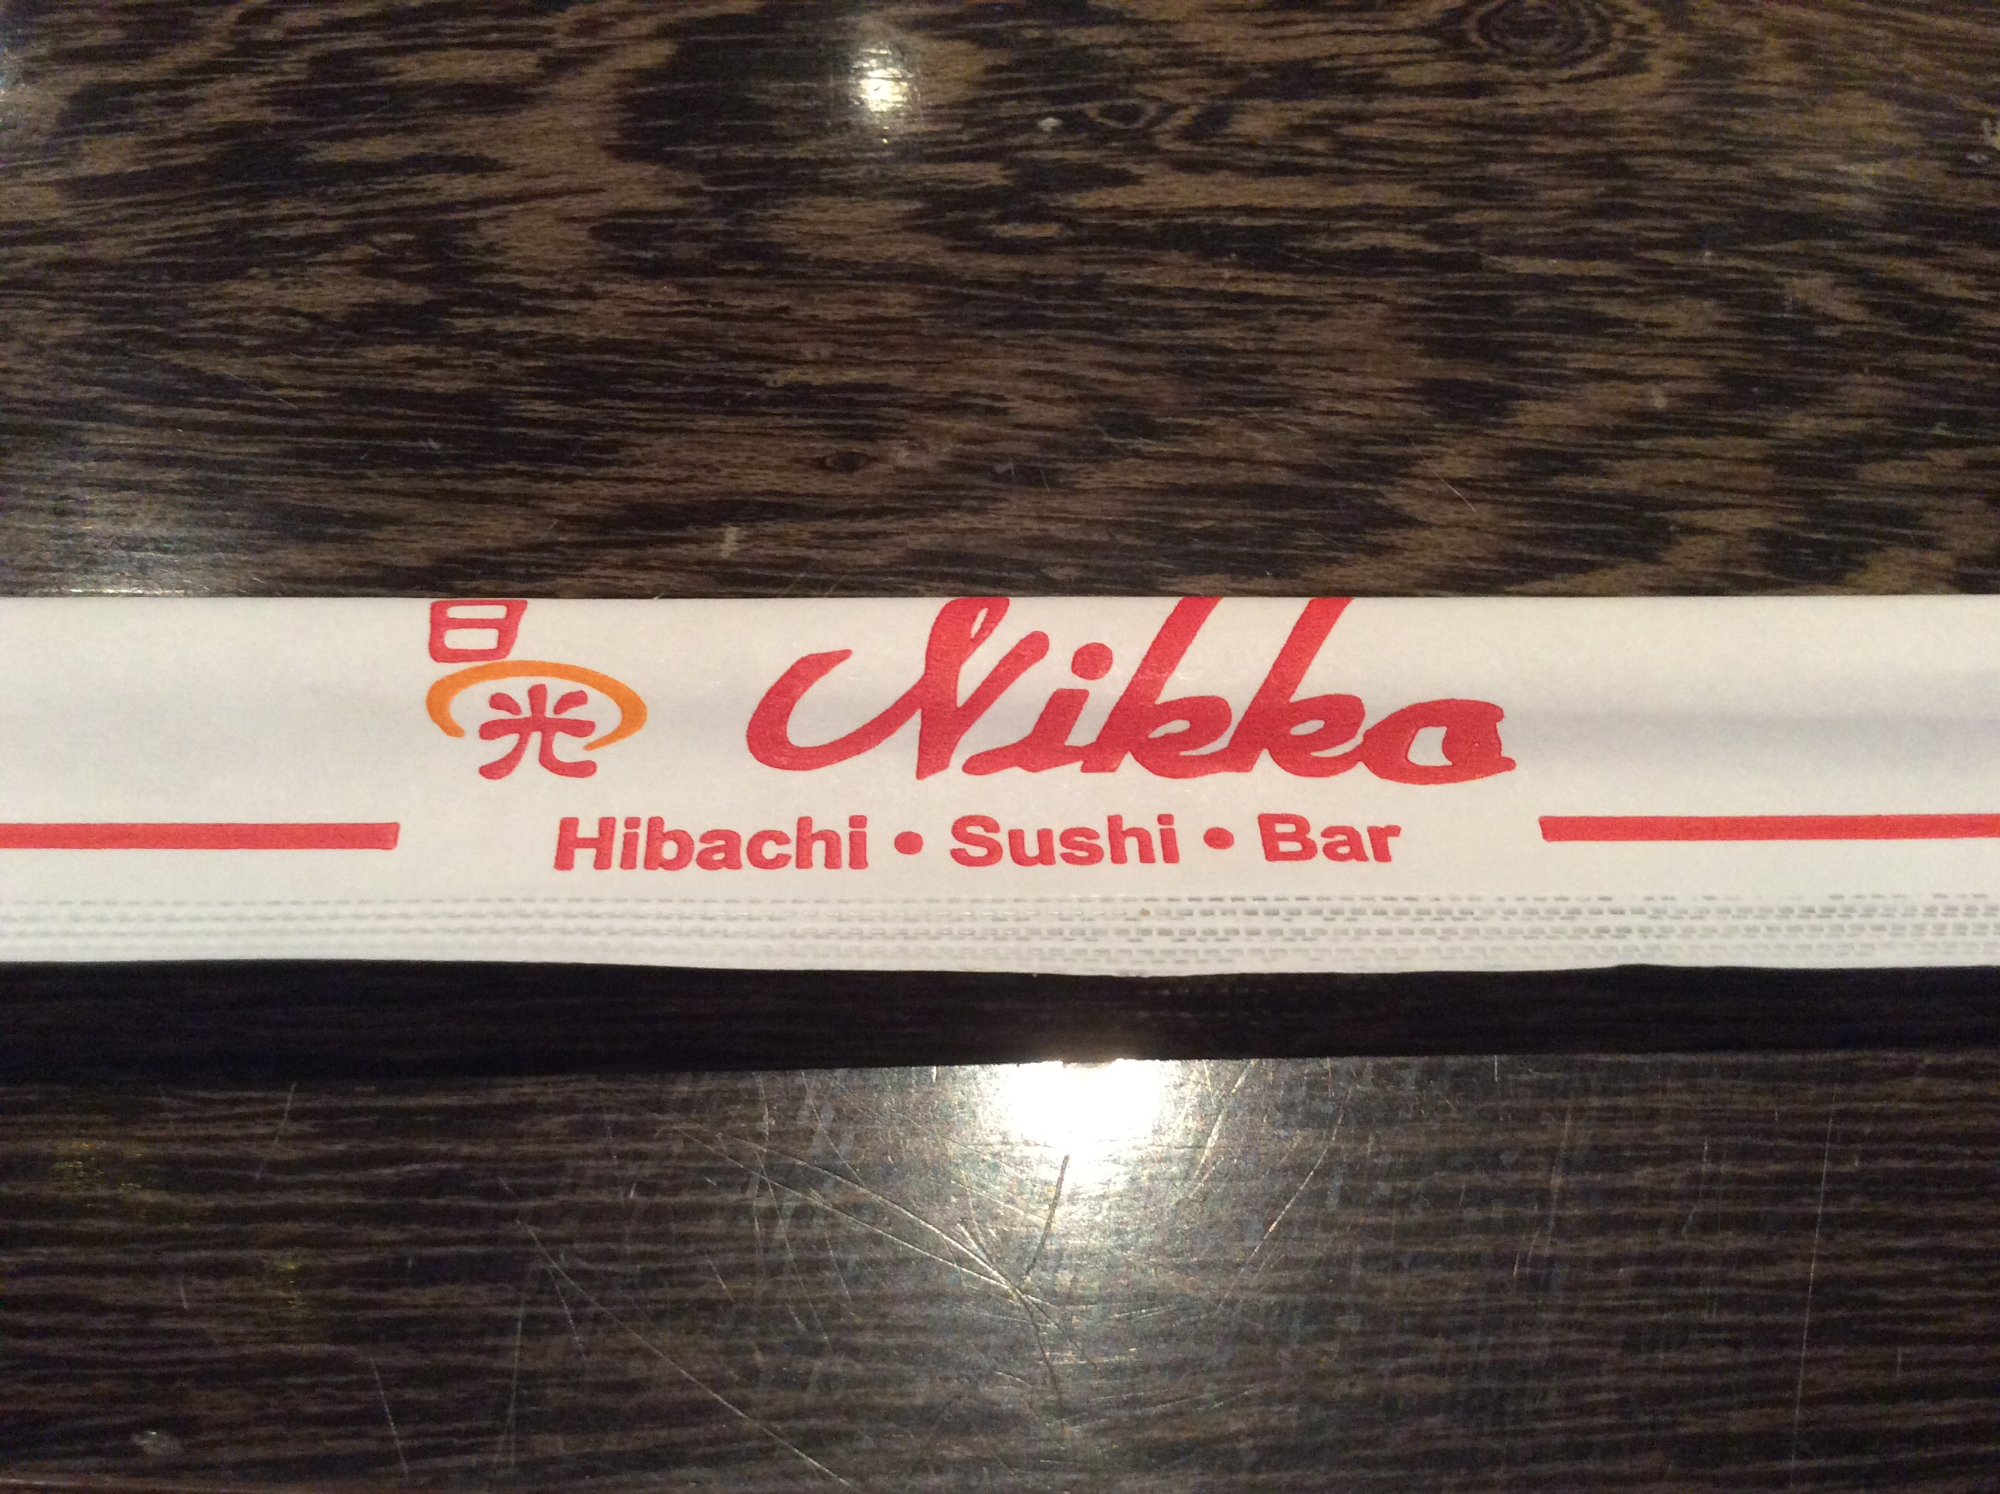 日光 Nikko
Hibachi • Sushi • Bar